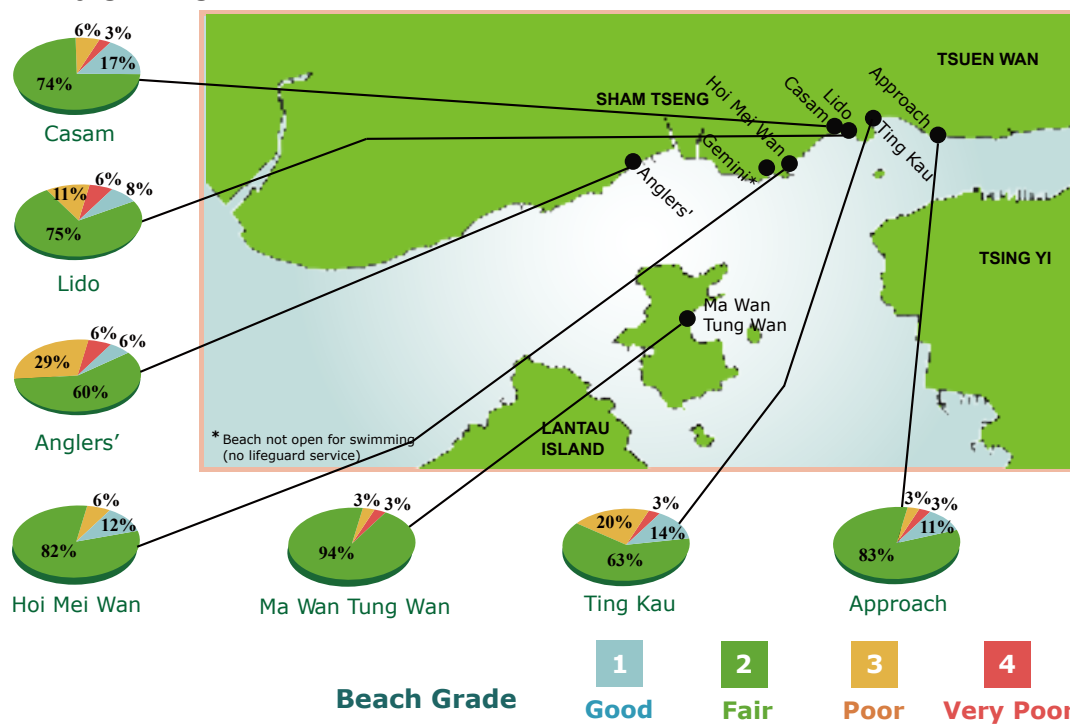 6%
3%
17%
74%
Casam
11%
6%
8%
75%
Lido
29%
6%
6%
60%
Anglers’
TSUEN WAN
SHAM TSENG
Hoi Mei Wan
Gemini*
Casam
Lido
Approach
Ting Kau
Anglers’
TSING YI
Ma Wan
Tung Wan
LANTAU
ISLAND
* Beach not open for swimming
(no lifeguard service)
6%
12%
82%
Hoi Mei Wan
3%
3%
94%
Ma Wan Tung Wan
20%
3%
14%
63%
Ting Kau
3%
3%
11%
83%
Approach
Beach Grade
1
Good
2
Fair
3
Poor
4
Very Poor